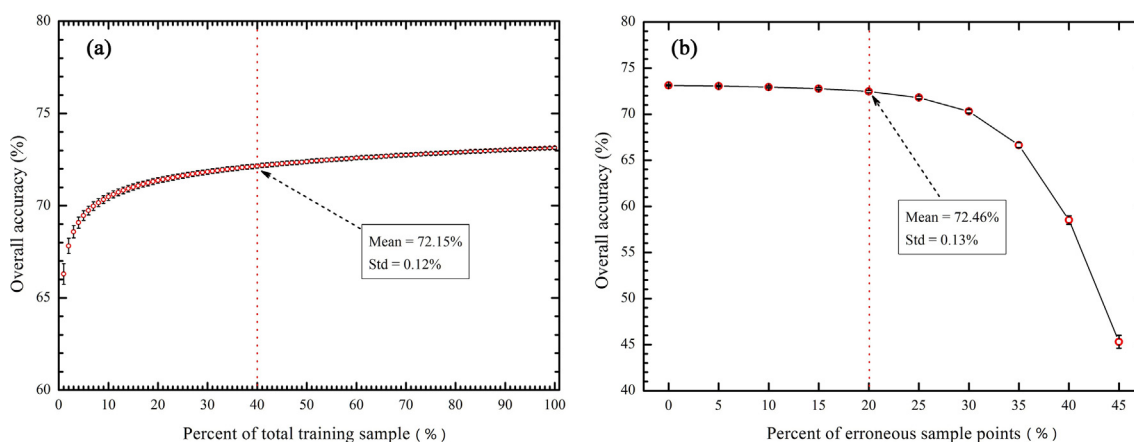 (a)
Overall accuracy (%)
80
75
70
65
60
Mean = 72.15%
Std = 0.12%
0 10 20 30 40 50 60 70 80 90 100
Percent of total training sample (%)
(b)
Overall accuracy (%)
80
75
70
65
60
55
50
45
40
Mean = 72.46%
Std = 0.13%
0 5 10 15 20 25 30 35 40 45
Percent of erroneous sample points (%)